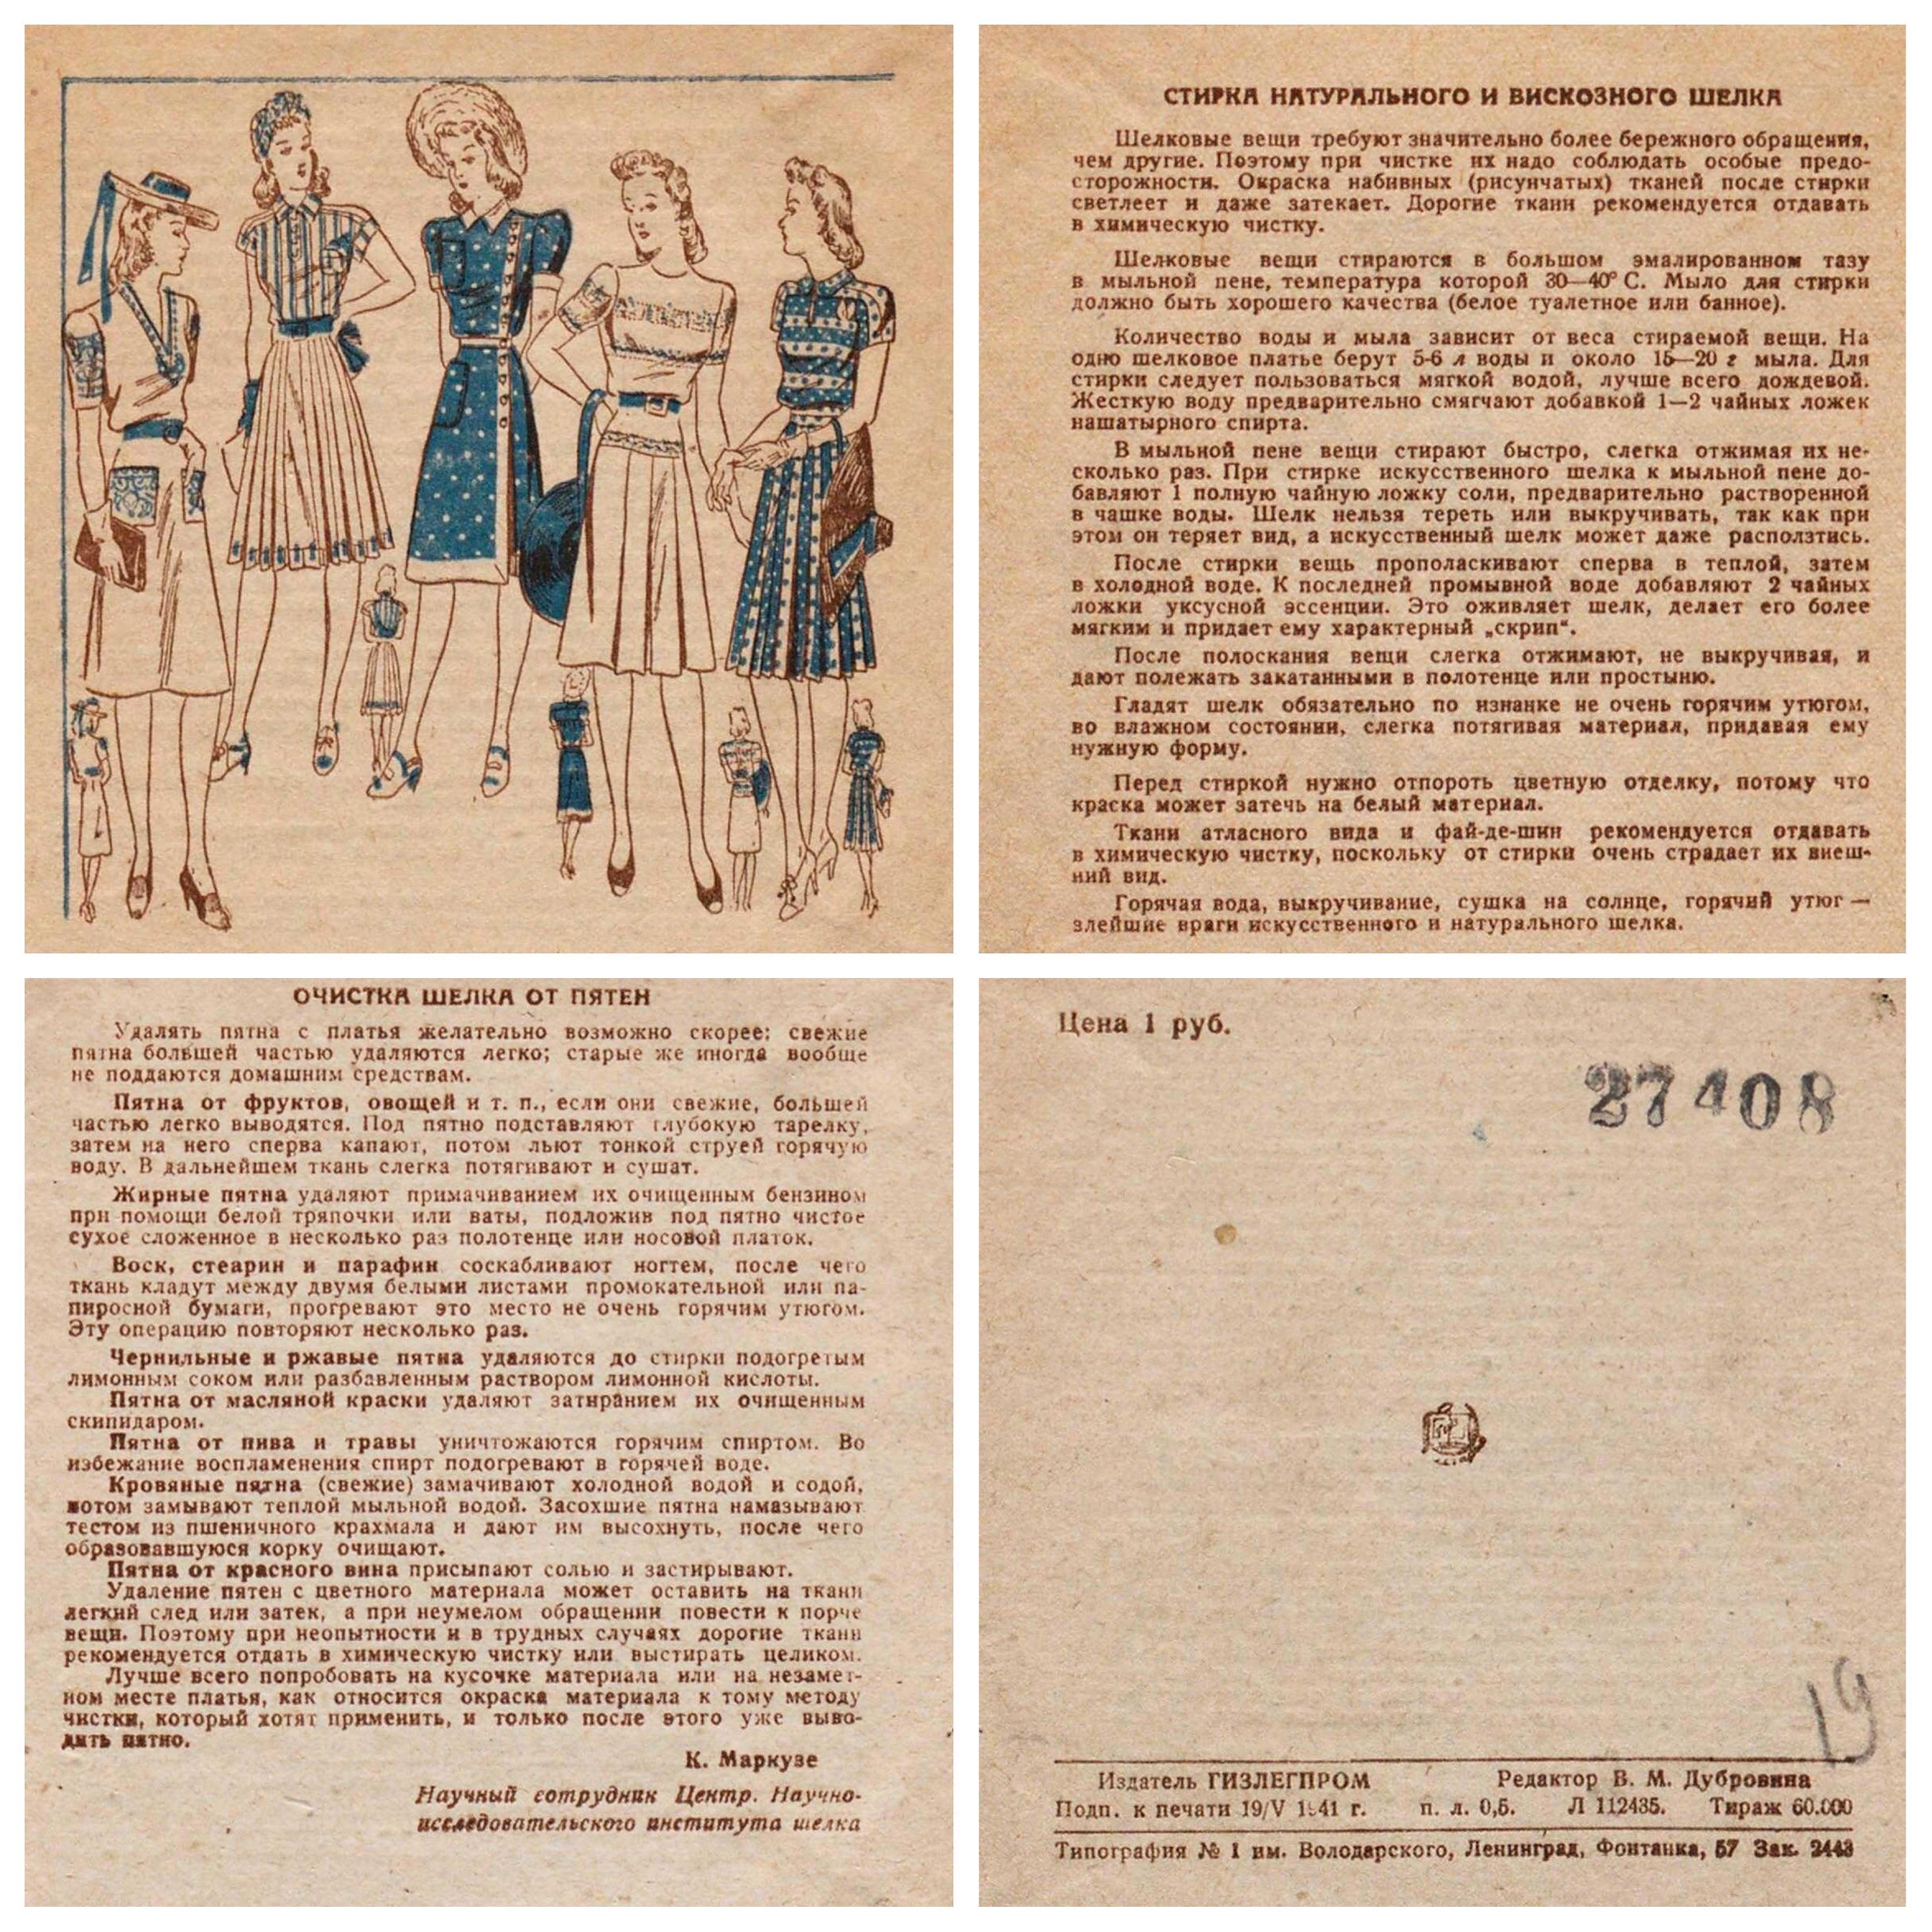 СТИРКА НАТУРАЛЬНОГО И ВИСКОЗНОГО ШЕЛКА
Шелковые вещи требуют значительно более бережного обращения,
чем другие. Поэтому при чистке их надо соблюдать особые предо-
сторожности. Окраска набивных (рисунчатых) тканей после стирки
светлеет и даже затекает. Дорогие ткани рекомендуется отдавать
в химическую чистку.
Шелковые вещи стираются в большом эмалированном тазу
в мыльной пене, температура которой 30—40° С. Мыло для стирки
должно быть хорошего качества (белое туалетное или банное).
Количество воды и мыла зависит от веса стираемой вещи. На
одно шелковое платье берут 5-6 л воды и около 15—20 г мыла. Для
стирки следует пользоваться мягкой водой, лучше всего дождевой.
Жесткую воду предварительно смягчают добавкой 1—2 чайных ложек
нашатырного спирта.
В мыльной пене вещи стирают быстро, слегка отжимая их не-
сколько раз. При стирке искусственного шелка к мыльной пене до-
бавляют 1 полную чайную ложку соли, предварительно растворенной
в чашке воды. Шелк нельзя тереть или выкручивать, так как при
этом он теряет вид, а искусственный шелк может даже расползтись.
После стирки вещь прополаскивают сперва в теплой, затем
в холодной воде. К последней промывной воде добавляют 2 чайных
ложки уксусной эссенции. Это оживляет шелк, делает его более
мягким и придает ему характерный „скрип“.
После полоскания вещи слегка отжимают, не выкручивая, и
дают полежать закатанными в полотенце или простыню.
Гладят шелк обязательно по изнанке не очень горячим утюгом,
во влажном состоянии, слегка потягивая материал, придавая ему
нужную форму.
Перед стиркой нужно отпороть цветную отделку, потому что
краска может затечь на белый материал.
Ткани атласного вида и фай-де-шин рекомендуется отдавать
в химическую чистку, поскольку от стирки очень страдает их внеш-
ний вид.
Горячая вода, выкручивание, сушка на солнце, горячий утюг —
злейшие враги искусственного и натурального шелка.
ОЧИСТКА ШЕЛКА ОТ ПЯТЕН
Удалять пятна с платья желательно возможно скорее: свежие
пятна большей частью удаляются легко; старые же иногда вообще
не поддаются домашним средствам.
Пятна от фруктов, овощей и т. п., если они свежие, большей
частью легко выводятся. Под пятно подставляют глубокую тарелку,
затем на него сперва капают, потом льют тонкой струей горячую
воду. В дальнейшем ткань слегка потягивают и сушат.
Жирные пятна удаляют примачиванием их очищенным бензином
при помощи белой тряпочки или ваты, подложив под пятно чистое
сухое сложенное в несколько раз полотенце или носовой платок.
Воск, стеарин и парафин соскабливают ногтем, после чего
ткань кладут между двумя белыми листами промокательной или па-
пиросной бумаги, прогревают это место не очень горячим утюгом.
Эту операцию повторяют несколько раз.
Чернильные и ржавые пятна удаляются до стирки подогретым
лимонным соком или разбавленным раствором лимонной кислоты.
Пятна от масляной краски удаляют затиранием их очищенным
скипидаром.
Пятна от пива и травы уничтожаются горячим спиртом. Во
избежание воспламенения спирт подогревают в горячей воде.
Кровяные пятна (свежие) замачивают холодной водой и содой,
потом замывают теплой мыльной водой. Засохшие пятна намазывают
тестом из пшеничного крахмала и дают им высохнуть, после чего
образовавшуюся корку очищают.
Пятна от красного вина присыпают солью и застирывают.
Удаление пятен с цветного материала может оставить на ткани
легкий след или затек, а при неумелом обращении повести к порче
вещи. Поэтому при неопытности и в трудных случаях дорогие ткани
рекомендуется отдать в химическую чистку или выстирать целиком.
Лучше всего попробовать на кусочке материала или на незамет-
ном месте платья, как относится окраска материала к тому методу
чистки, который хотят применить, и только после этого уже выво-
дить пятно.
К. Маркузе
Научный сотрудник Центр. Научно-
исследовательского института шелка
Цена 1 руб.
27408
19
Издатель ГИЗЛЕГПРОМ Редактор В. М. Дубровина
Подп. к печати 19/V 1941 г. п. л. 0,5. Л 112435. Тираж 60.000
Типография № 1 им. Володарского, Ленинград, Фонтанка, 57 Зак. 2443